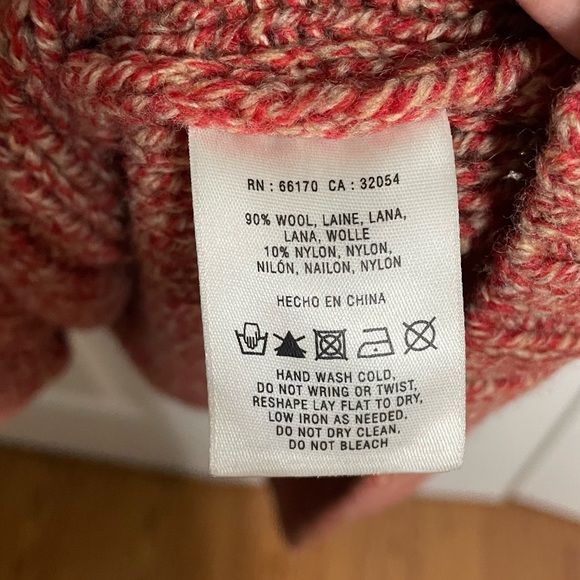 RN : 66170 CA : 32054
90% WOOL, LAINE, LANA,
LANA, WOLLE
10% NYLON, NYLON,
NILÓN, NAILON, NYLON
HECHO EN CHINA
HAND WASH COLD,
DO NOT WRING OR TWIST,
RESHAPE LAY FLAT TO DRY,
LOW IRON AS NEEDED.
DO NOT DRY CLEAN.
DO NOT BLEACH